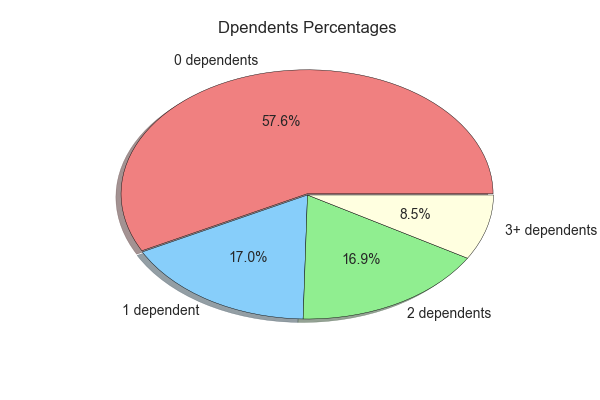 Dpendents Percentages
0 dependents
57.6%
8.5%
3+ dependents
17.0%
16.9%
1 dependent
2 dependents